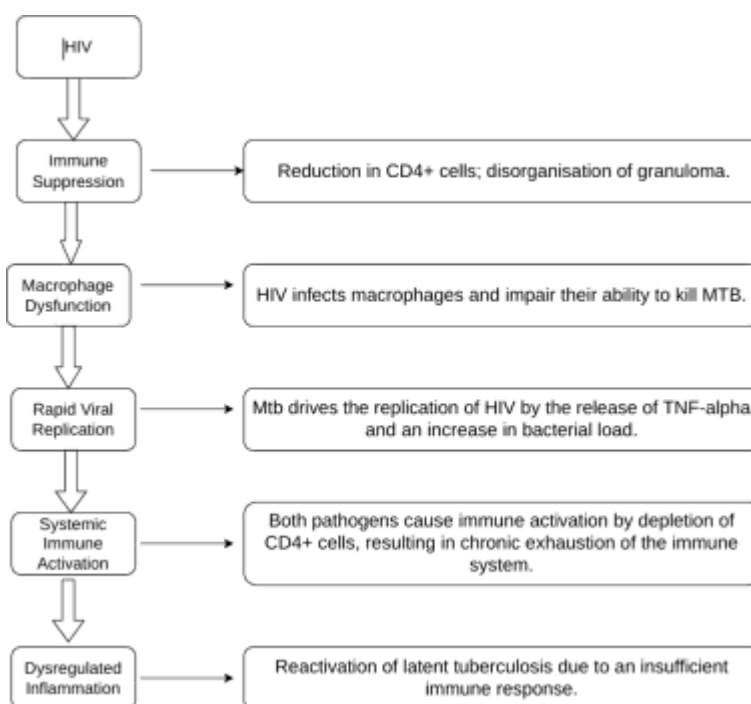 HIV
Immune
Suppression
Reduction in CD4+ cells; disorganisation of granuloma.
Macrophage
Dysfunction
HIV infects macrophages and impair their ability to kill MTB.
Rapid Viral
Replication
Mtb drives the replication of HIV by the release of TNF-alpha
and an increase in bacterial load.
Systemic
Immune
Activation
Both pathogens cause immune activation by depletion of
CD4+ cells, resulting in chronic exhaustion of the immune
system.
Dysregulated
Inflammation
Reactivation of latent tuberculosis due to an insufficient
immune response.